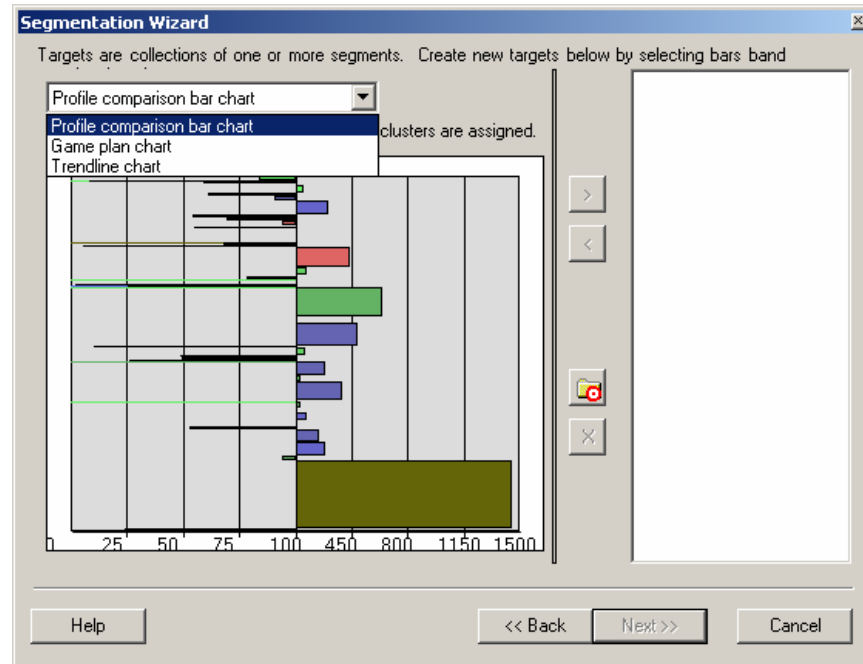 Segmentation Wizard
Targets are collections of one or more segments. Create new targets below by selecting bars band
Profile comparison bar chart
Profile comparison bar chart
clusters are assigned.
Game plan chart
Trendline chart
>
<
0 25 50 75 100 450 800 1150 1500
Help
<< Back
Next >>
Cancel